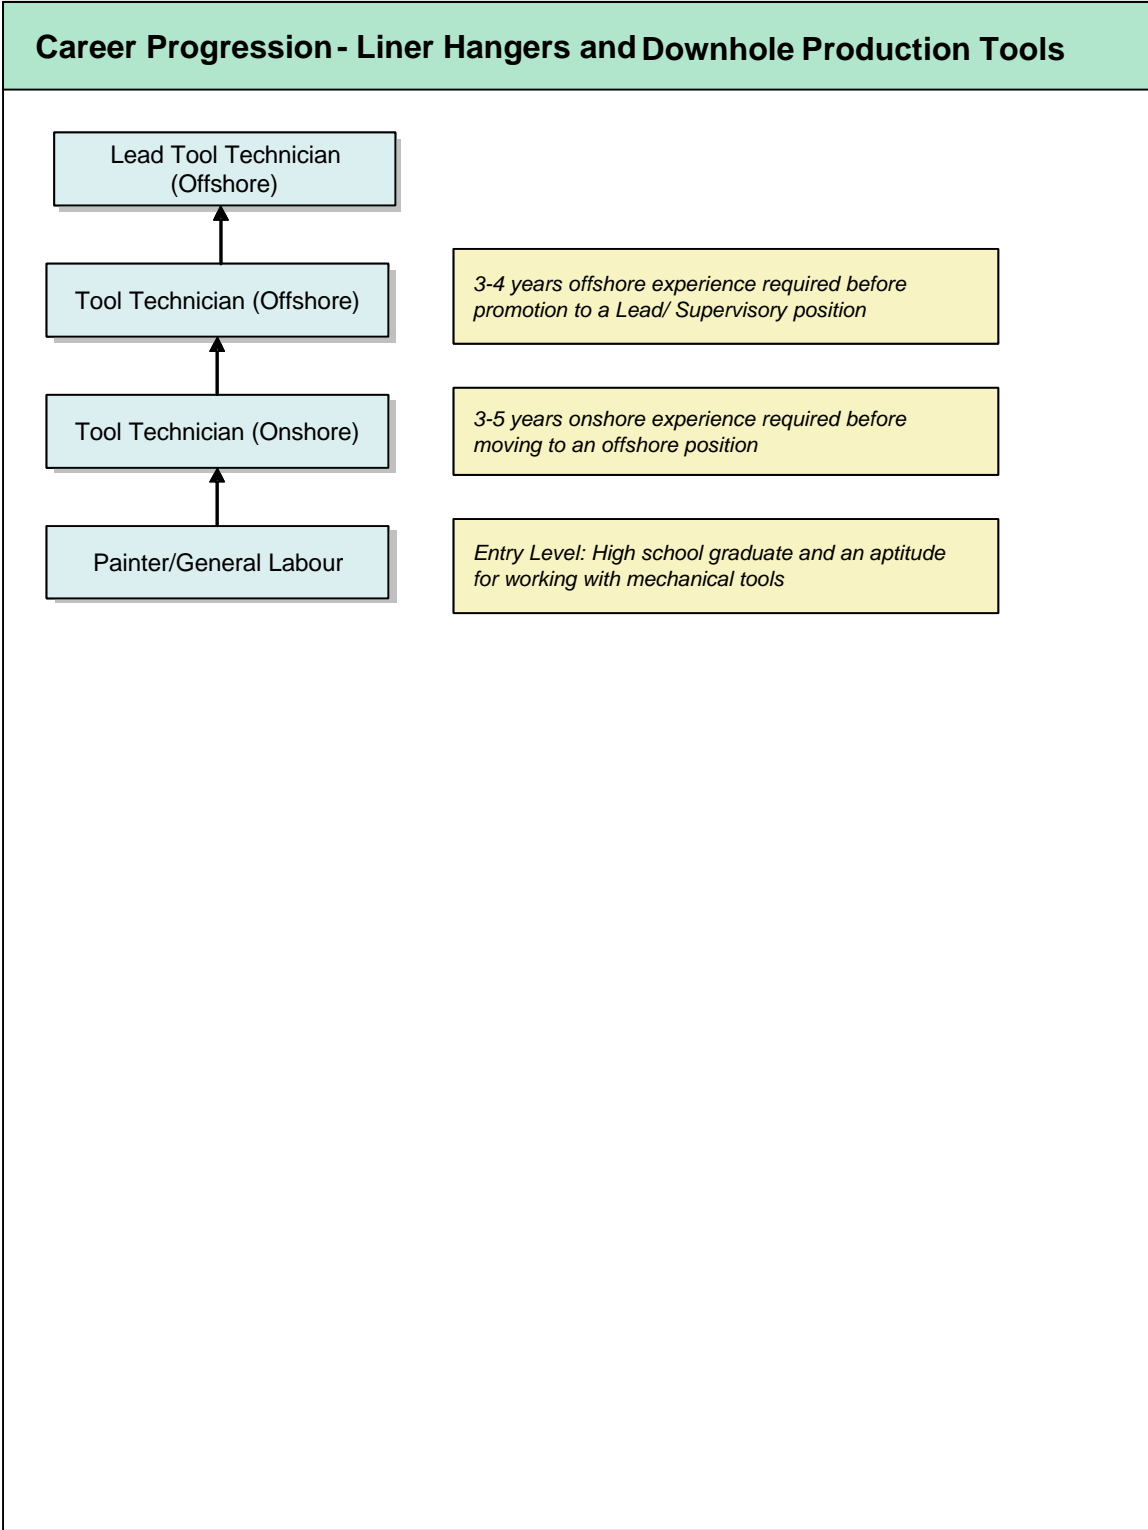 Career Progression - Liner Hangers and Downhole Production Tools
Lead Tool Technician
(Offshore)
Tool Technician (Offshore)
3-4 years offshore experience required before
promotion to a Lead/ Supervisory position
Tool Technician (Onshore)
3-5 years onshore experience required before
moving to an offshore position
Painter/General Labour
Entry Level: High school graduate and an aptitude
for working with mechanical tools